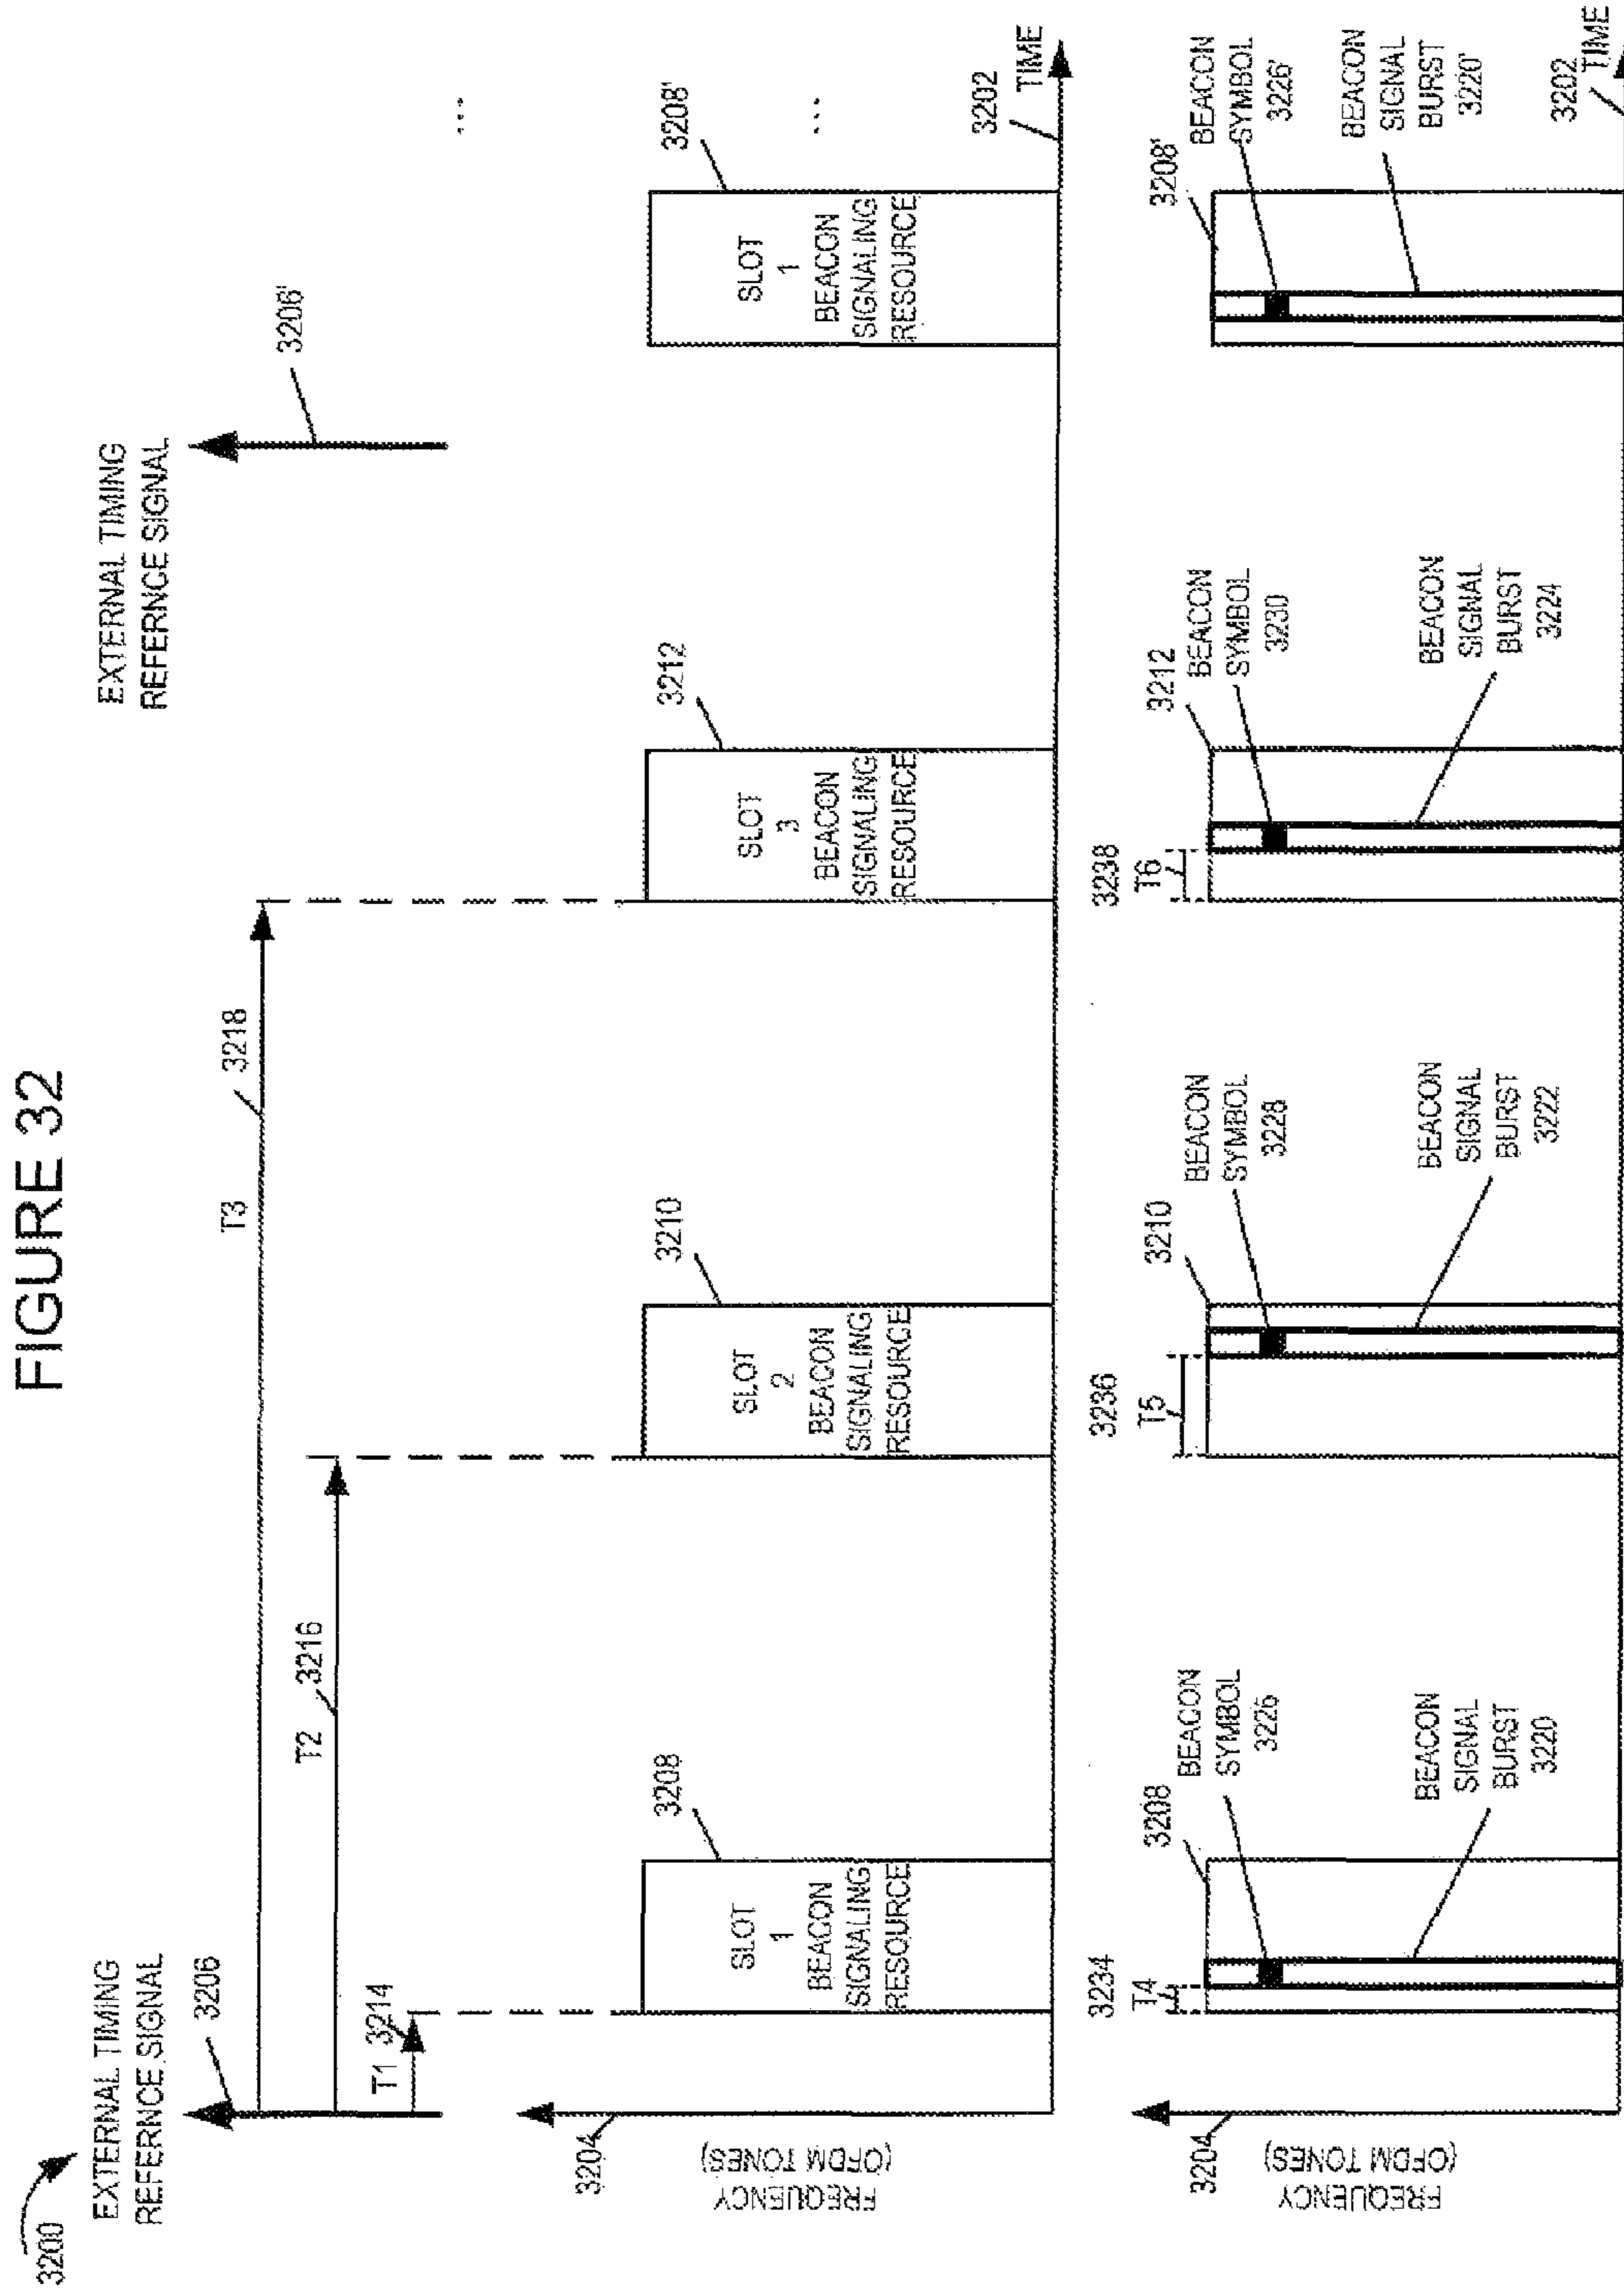 FIGURE 32
3200
EXTERNAL TIMING
REFERNCE SIGNAL
3206
EXTERNAL TIMING
REFERNCE SIGNAL
3206'
T3
3218
T2
3216
T1
3214
3204
FREQUENCY
(OFDM TONES)
SLOT
1
BEACON
SIGNALING
RESOURCE
3208
SLOT
2
BEACON
SIGNALING
RESOURCE
3210
SLOT
3
BEACON
SIGNALING
RESOURCE
3212
SLOT
1
BEACON
SIGNALING
RESOURCE
3208'
...
...
3202
TIME
3204
FREQUENCY
(OFDM TONES)
3234
T4
3208
BEACON
SYMBOL
3226
BEACON
SIGNAL
BURST
3220
3236
T5
3210
BEACON
SYMBOL
3228
BEACON
SIGNAL
BURST
3222
3238
T6
3212
BEACON
SYMBOL
3230
BEACON
SIGNAL
BURST
3224
3208'
BEACON
SYMBOL
3226'
BEACON
SIGNAL
BURST
3220'
3202
TIME